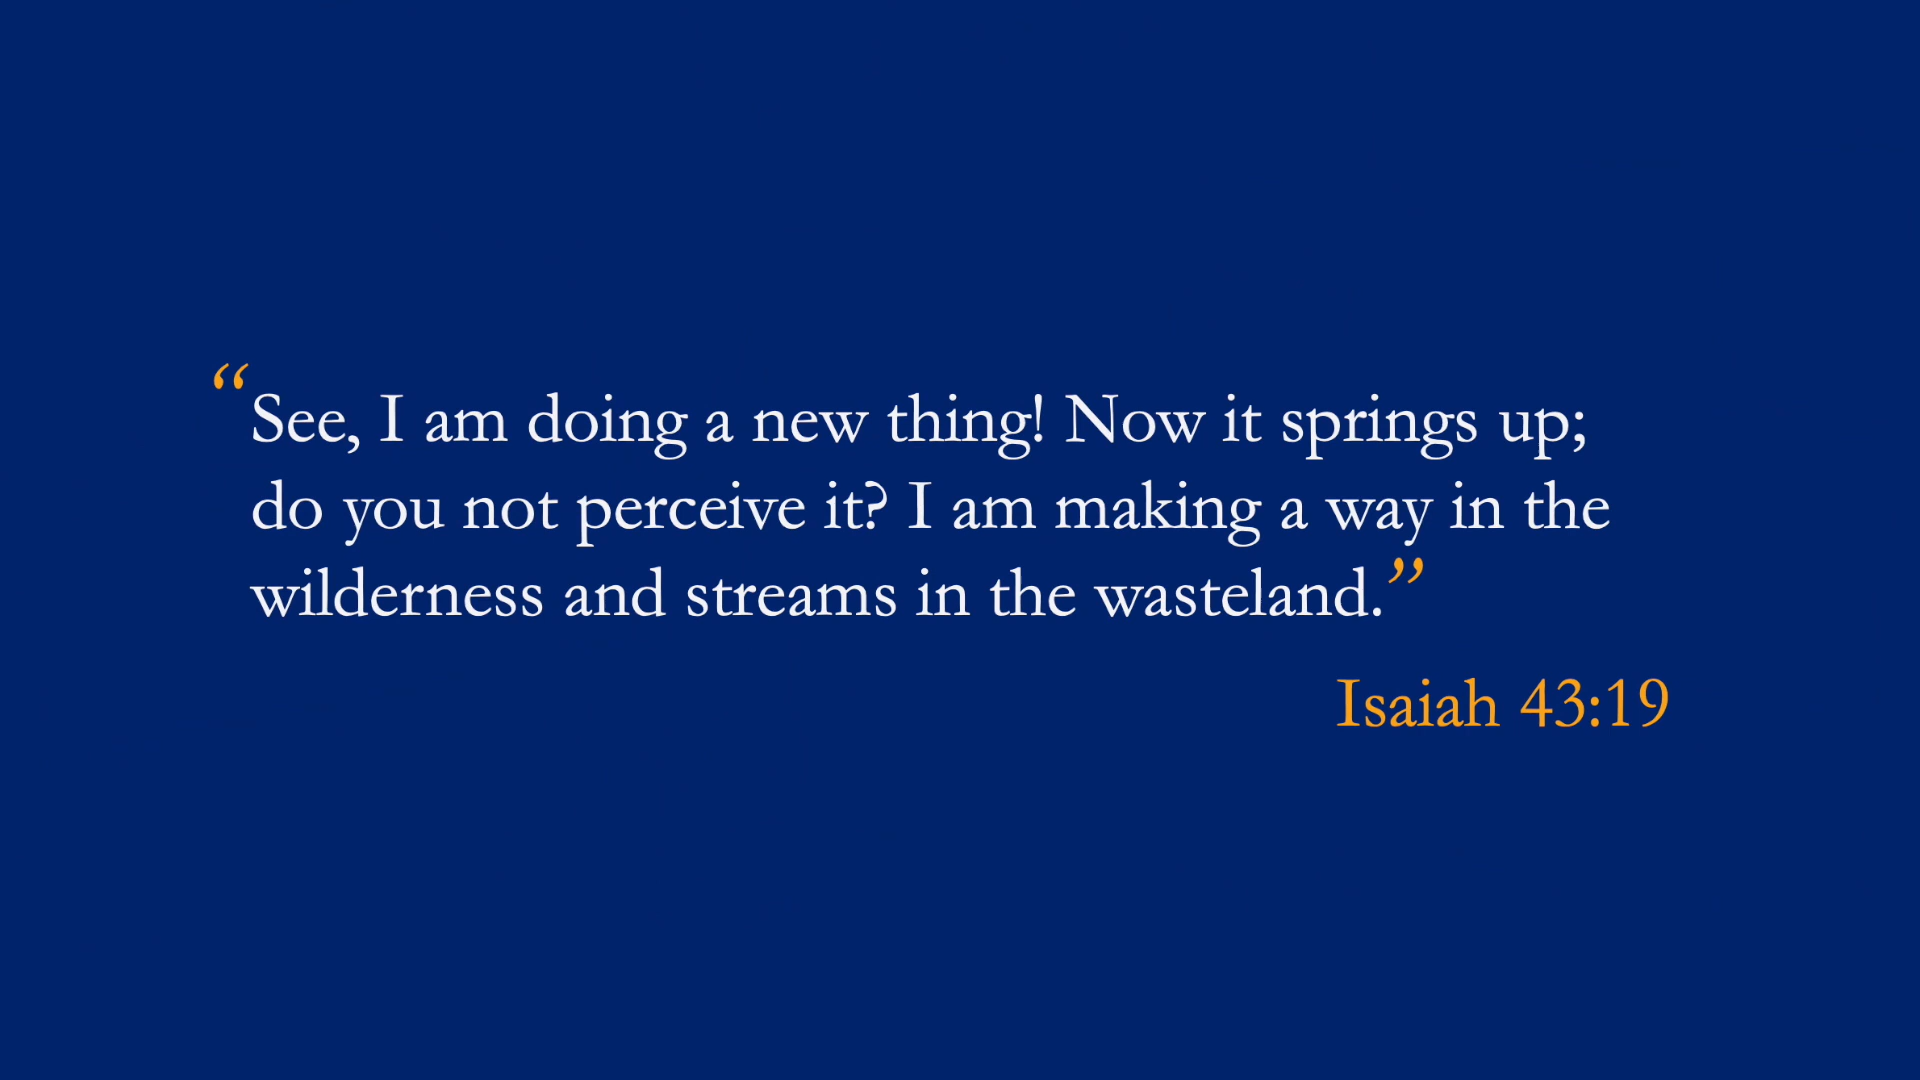 “See, I am doing a new thing! Now it springs up;
do you not perceive it? I am making a way in the
wilderness and streams in the wasteland.”
Isaiah 43:19